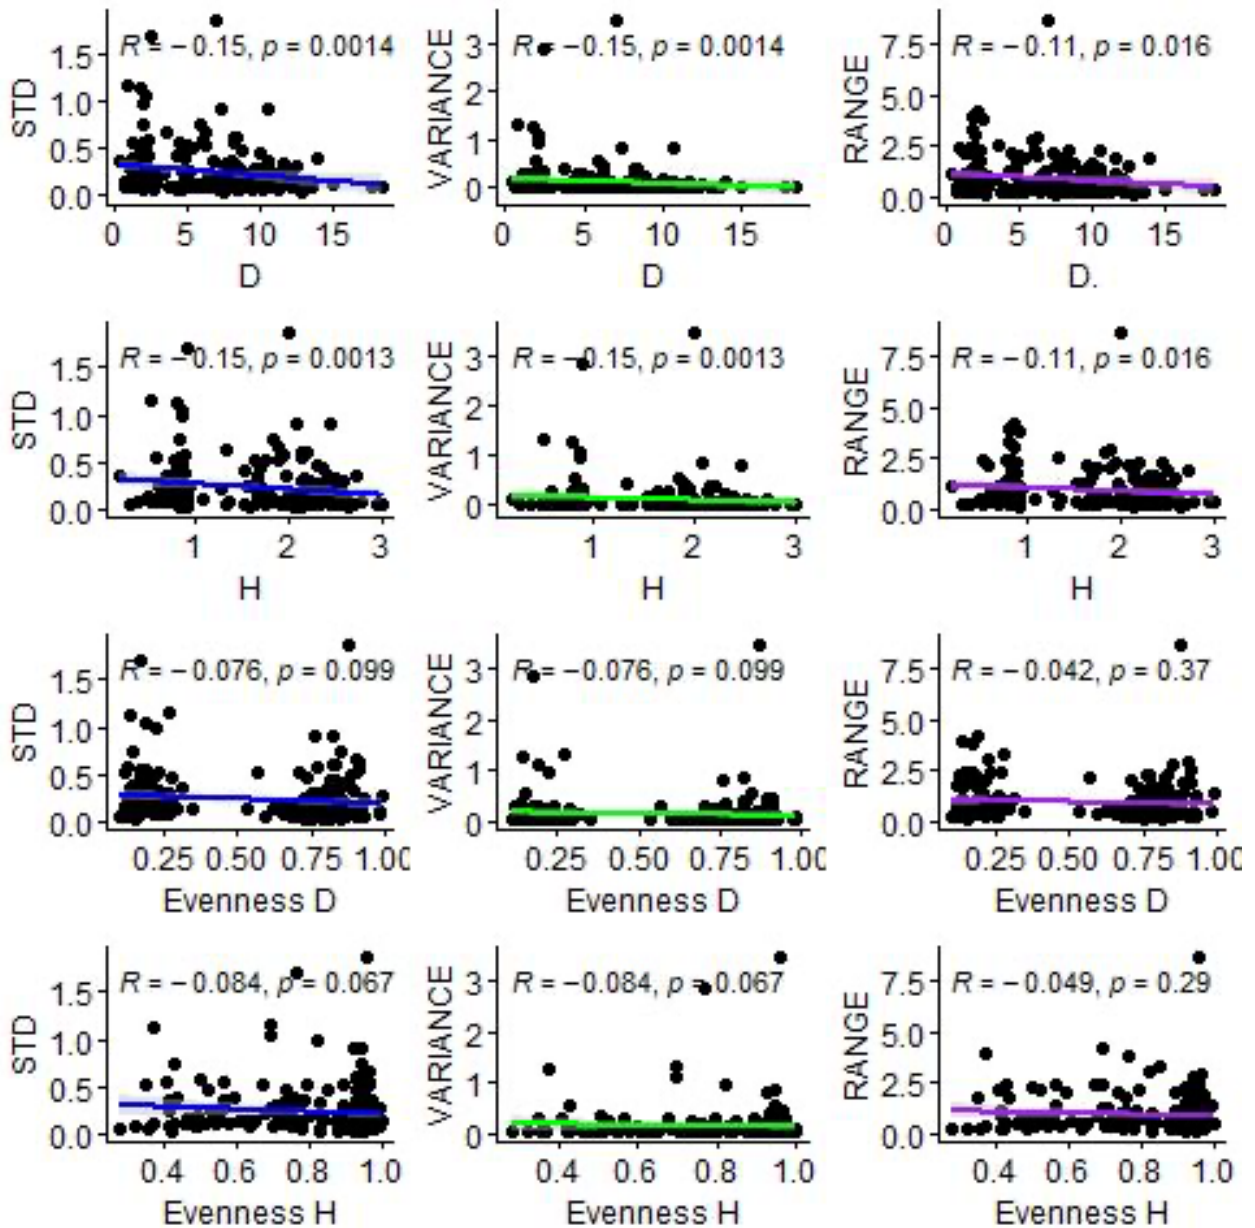 STD
1.5
1.0
0.5
0.0
R = −0.15, p = 0.0014
0 5 10 15
D
VARIANCE
3
2
1
0
R = −0.15, p = 0.0014
0 5 10 15
D
RANGE
7.5
5.0
2.5
0.0
R = −0.11, p = 0.016
0 5 10 15
D.
STD
1.5
1.0
0.5
0.0
R = −0.15, p = 0.0013
1 2 3
H
VARIANCE
3
2
1
0
R = −0.15, p = 0.0013
1 2 3
H
RANGE
7.5
5.0
2.5
0.0
R = −0.11, p = 0.016
1 2 3
H
STD
1.5
1.0
0.5
0.0
R = −0.076, p = 0.099
0.25 0.50 0.75 1.00
Evenness D
VARIANCE
3
2
1
0
R = −0.076, p = 0.099
0.25 0.50 0.75 1.00
Evenness D
RANGE
7.5
5.0
2.5
0.0
R = −0.042, p = 0.37
0.25 0.50 0.75 1.00
Evenness D
STD
1.5
1.0
0.5
0.0
R = −0.084, p = 0.067
0.4 0.6 0.8 1.0
Evenness H
VARIANCE
3
2
1
0
R = −0.084, p = 0.067
0.4 0.6 0.8 1.0
Evenness H
RANGE
7.5
5.0
2.5
0.0
R = −0.049, p = 0.29
0.4 0.6 0.8 1.0
Evenness H